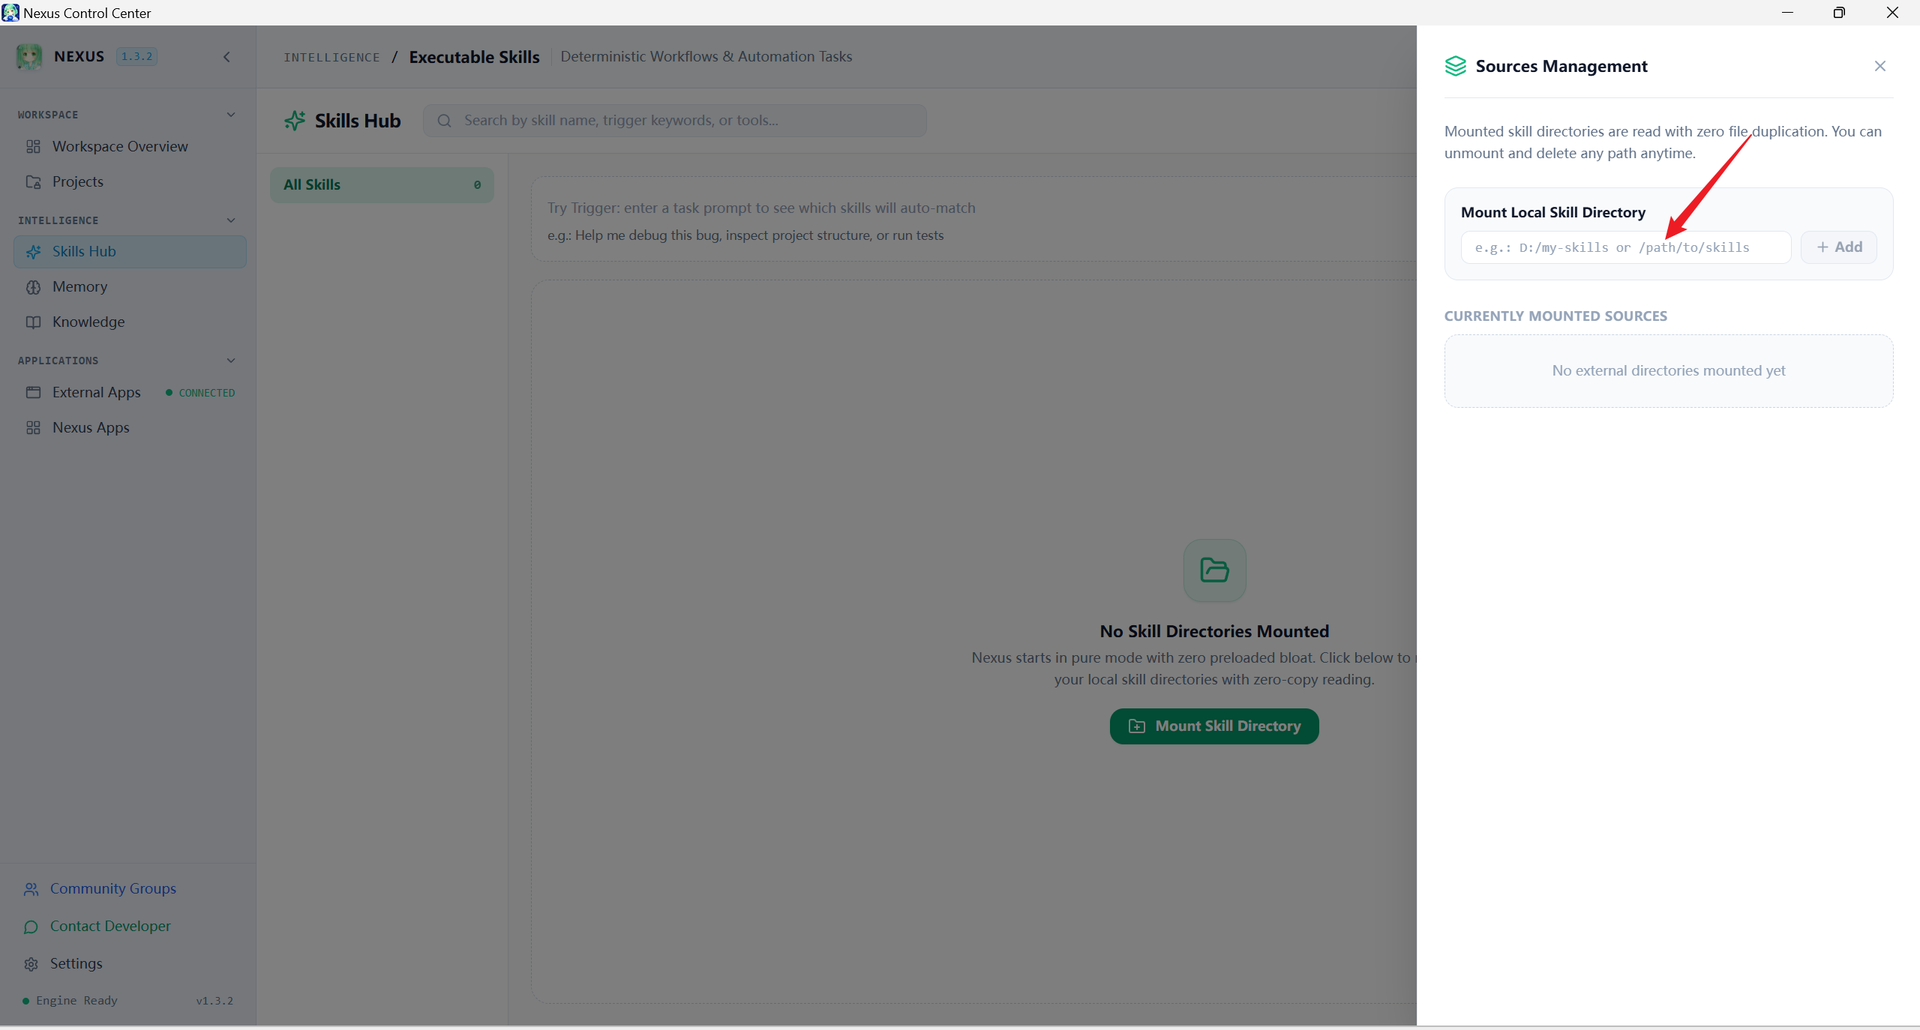 Nexus Control Center
NEXUS 1.3.2
WORKSPACE
Workspace Overview
Projects
INTELLIGENCE
Skills Hub
Memory
Knowledge
APPLICATIONS
External Apps CONNECTED
Nexus Apps
Community Groups
Contact Developer
Settings
Engine Ready v1.3.2
INTELLIGENCE / Executable Skills Deterministic Workflows & Automation Tasks
Skills Hub Search by skill name, trigger keywords, or tools...
All Skills 0
Try Trigger: enter a task prompt to see which skills will auto-match
e.g.: Help me debug this bug, inspect project structure, or run tests
No Skill Directories Mounted
Nexus starts in pure mode with zero preloaded bloat. Click below to
your local skill directories with zero-copy reading.
Mount Skill Directory
Sources Management
Mounted skill directories are read with zero file duplication. You can
unmount and delete any path anytime.
Mount Local Skill Directory
e.g.: D:/my-skills or /path/to/skills + Add
CURRENTLY MOUNTED SOURCES
No external directories mounted yet